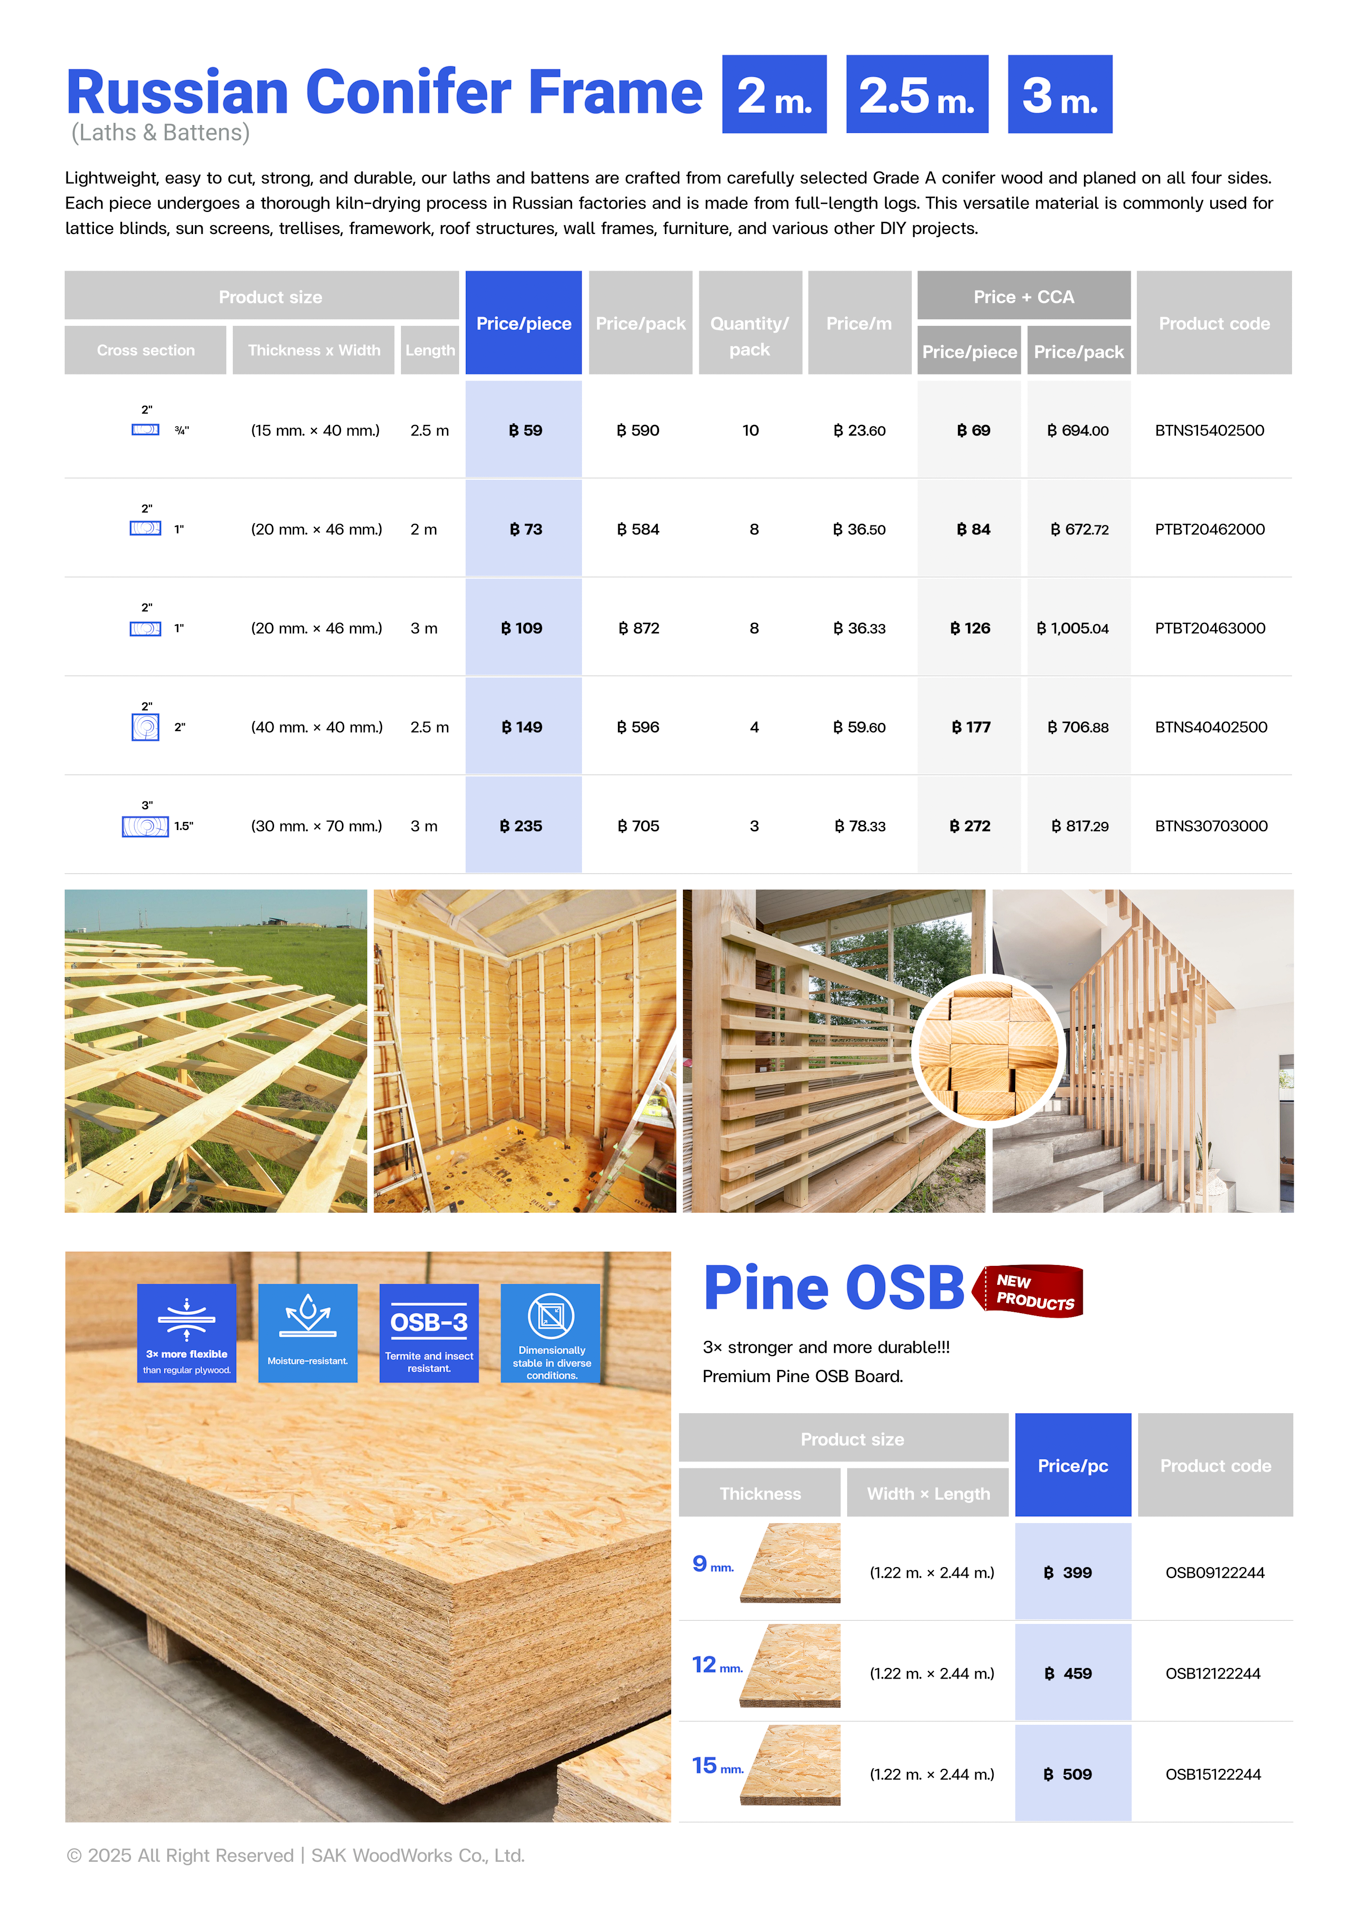 Russian Conifer Frame 2 m. 2.5 m. 3 m.
(Laths & Battens)
Lightweight, easy to cut, strong, and durable, our laths and battens are crafted from carefully selected Grade A conifer wood and planed on all four sides.
Each piece undergoes a thorough kiln-drying process in Russian factories and is made from full-length logs. This versatile material is commonly used for
lattice blinds, sun screens, trellises, framework, roof structures, wall frames, furniture, and various other DIY projects.
Product size Price/piece Price/pack Quantity/pack Price/m Price + CCA Product code
Cross section Thickness x Width Length Price/piece Price/pack
2" ¾" (15 mm. × 40 mm.) 2.5 m ฿ 59 ฿ 590 10 ฿ 23.60 ฿ 69 ฿ 694.00 BTNS15402500
2" 1" (20 mm. × 46 mm.) 2 m ฿ 73 ฿ 584 8 ฿ 36.50 ฿ 84 ฿ 672.72 PTBT20462000
2" 1" (20 mm. × 46 mm.) 3 m ฿ 109 ฿ 872 8 ฿ 36.33 ฿ 126 ฿ 1,005.04 PTBT20463000
2" 2" (40 mm. × 40 mm.) 2.5 m ฿ 149 ฿ 596 4 ฿ 59.60 ฿ 177 ฿ 706.88 BTNS40402500
3" 1.5" (30 mm. × 70 mm.) 3 m ฿ 235 ฿ 705 3 ฿ 78.33 ฿ 272 ฿ 817.29 BTNS30703000
3× more flexible
than regular plywood.
Moisture-resistant.
OSB-3
Termite and insect
resistant.
Dimensionally
stable in diverse
conditions.
Pine OSB
NEW
PRODUCTS
3× stronger and more durable!!!
Premium Pine OSB Board.
Product size Price/pc Product code
Thickness Width × Length
9 mm. (1.22 m. × 2.44 m.) ฿ 399 OSB09122244
12 mm. (1.22 m. × 2.44 m.) ฿ 459 OSB12122244
15 mm. (1.22 m. × 2.44 m.) ฿ 509 OSB15122244
© 2025 All Right Reserved | SAK WoodWorks Co., Ltd.